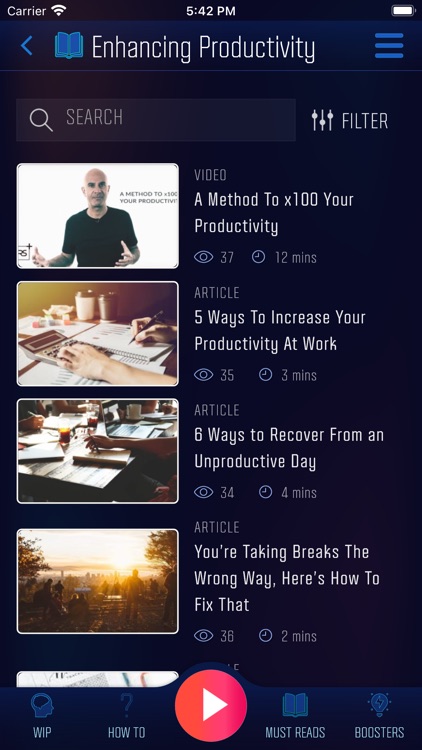 Carrier 5:42 PM
Enhancing Productivity
SEARCH FILTER
VIDEO
A METHOD TO x100
YOUR PRODUCTIVI
RS
A Method To x100 Your
Productivity
37 12 mins
ARTICLE
5 Ways To Increase Your
Productivity At Work
35 3 mins
ARTICLE
6 Ways to Recover From an
Unproductive Day
34 4 mins
ARTICLE
You're Taking Breaks The
Wrong Way, Here's How To
Fix That
36 2 mins
WIP HOW TO MUST READS BOOSTERS